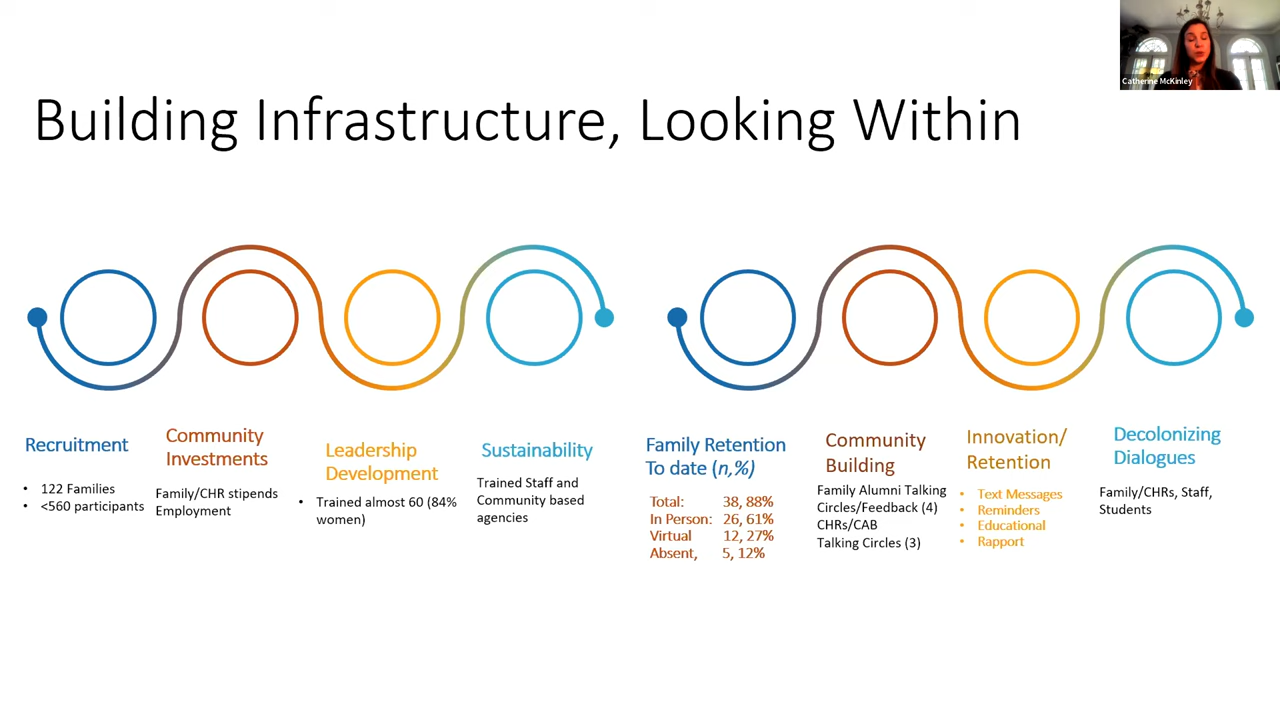 Catherine McKinley
Building Infrastructure, Looking Within
Recruitment
• 122 Families
• <560 participants
Community
Investments
Family/CHR stipends
Employment
Leadership
Development
• Trained almost 60 (84%
women)
Sustainability
Trained Staff and
Community based
agencies
Family Retention
To date (n,%)
Total: 38, 88%
In Person: 26, 61%
Virtual 12, 27%
Absent, 5, 12%
Community
Building
Family Alumni Talking
Circles/Feedback (4)
CHRs/CAB
Talking Circles (3)
Innovation/
Retention
• Text Messages
• Reminders
• Educational
• Rapport
Decolonizing
Dialogues
Family/CHRs, Staff,
Students